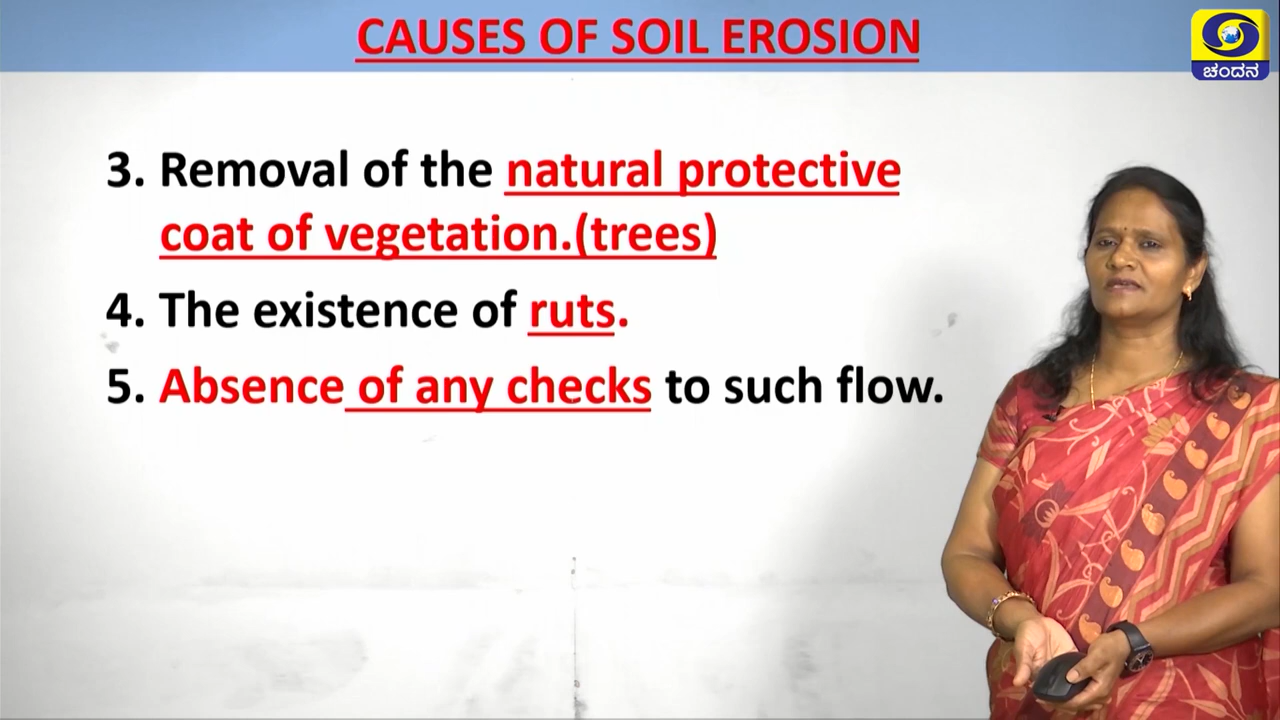 CAUSES OF SOIL EROSION
ಚಂದನ
3. Removal of the natural protective
coat of vegetation.(trees)
4. The existence of ruts.
5. Absence of any checks to such flow.